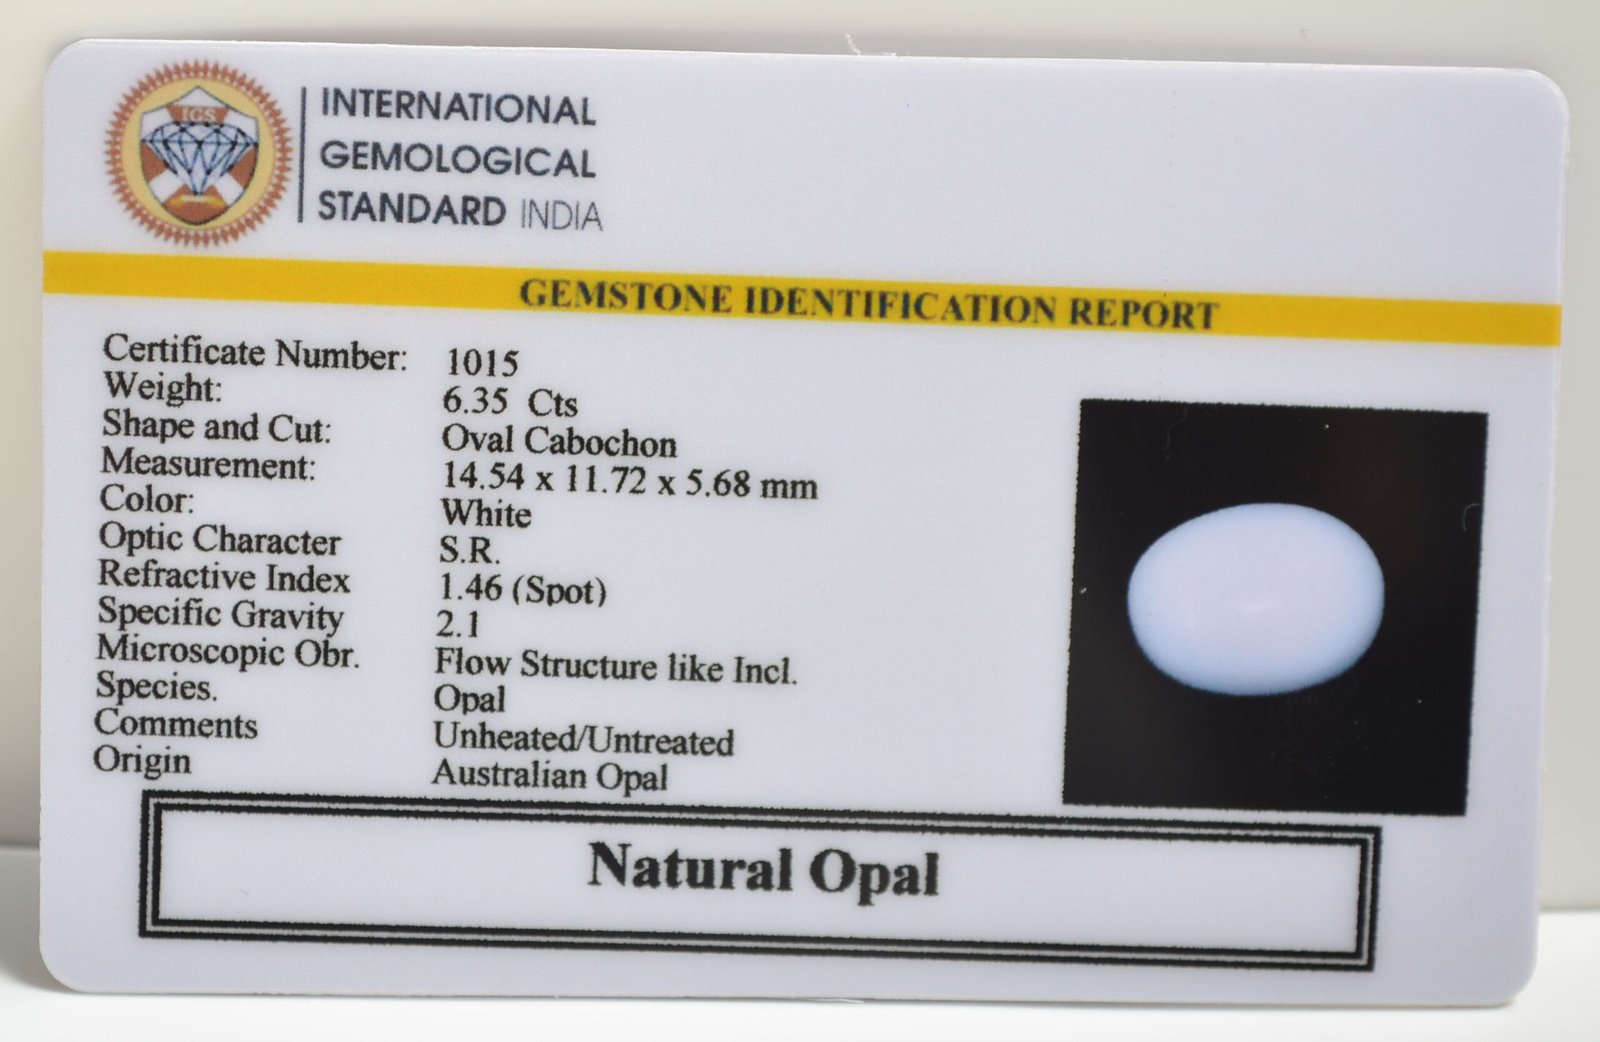 IGS
INTERNATIONAL
GEMOLOGICAL
STANDARD INDIA
GEMSTONE IDENTIFICATION REPORT
Certificate Number: 1015
Weight: 6.35 Cts
Shape and Cut: Oval Cabochon
Measurement: 14.54 x 11.72 x 5.68 mm
Color: White
Optic Character S.R.
Refractive Index 1.46 (Spot)
Specific Gravity 2.1
Microscopic Obr. Flow Structure like Incl.
Species. Opal
Comments Unheated/Untreated
Origin Australian Opal
Natural Opal